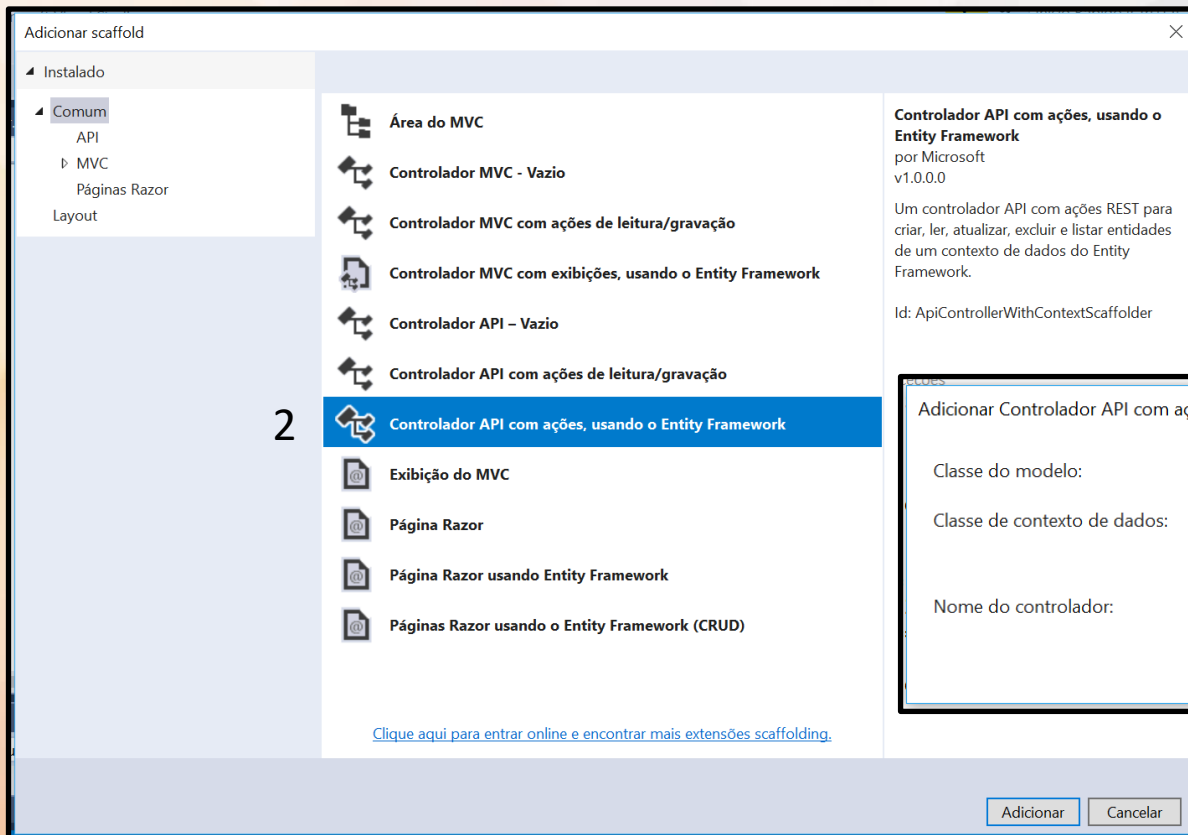 Adicionar scaffold
Instalado
Comum
API
MVC
Páginas Razor
Layout
2
Área do MVC
Controlador MVC - Vazio
Controlador MVC com ações de leitura/gravação
Controlador MVC com exibições, usando o Entity Framework
Controlador API – Vazio
Controlador API com ações de leitura/gravação
Controlador API com ações, usando o Entity Framework
Exibição do MVC
Página Razor
Página Razor usando Entity Framework
Páginas Razor usando o Entity Framework (CRUD)
Clique aqui para entrar online e encontrar mais extensões scaffolding.
Controlador API com ações, usando o
Entity Framework
por Microsoft
v1.0.0.0
Um controlador API com ações REST para
criar, ler, atualizar, excluir e listar entidades
de um contexto de dados do Entity
Framework.
Id: ApiControllerWithContextScaffolder
Adicionar Controlador API com aç
Classe do modelo:
Classe de contexto de dados:
Nome do controlador:
Adicionar
Cancelar